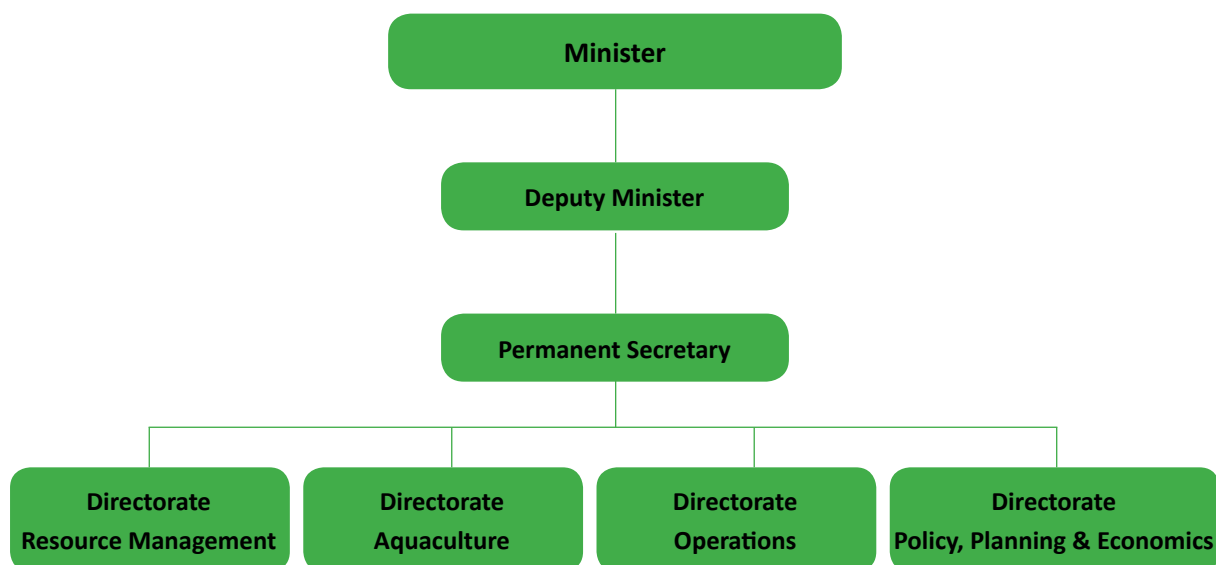 Minister
Deputy Minister
Permanent Secretary
Directorate
Resource Management
Directorate
Aquaculture
Directorate
Operations
Directorate
Policy, Planning & Economics